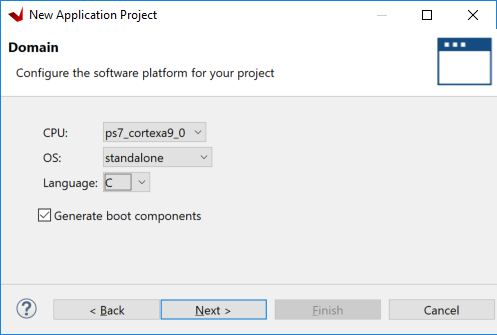 New Application Project
Domain
Configure the software platform for your project
CPU: ps7_cortexa9_0
OS: standalone
Language: C
Generate boot components
? < Back Next > Finish Cancel